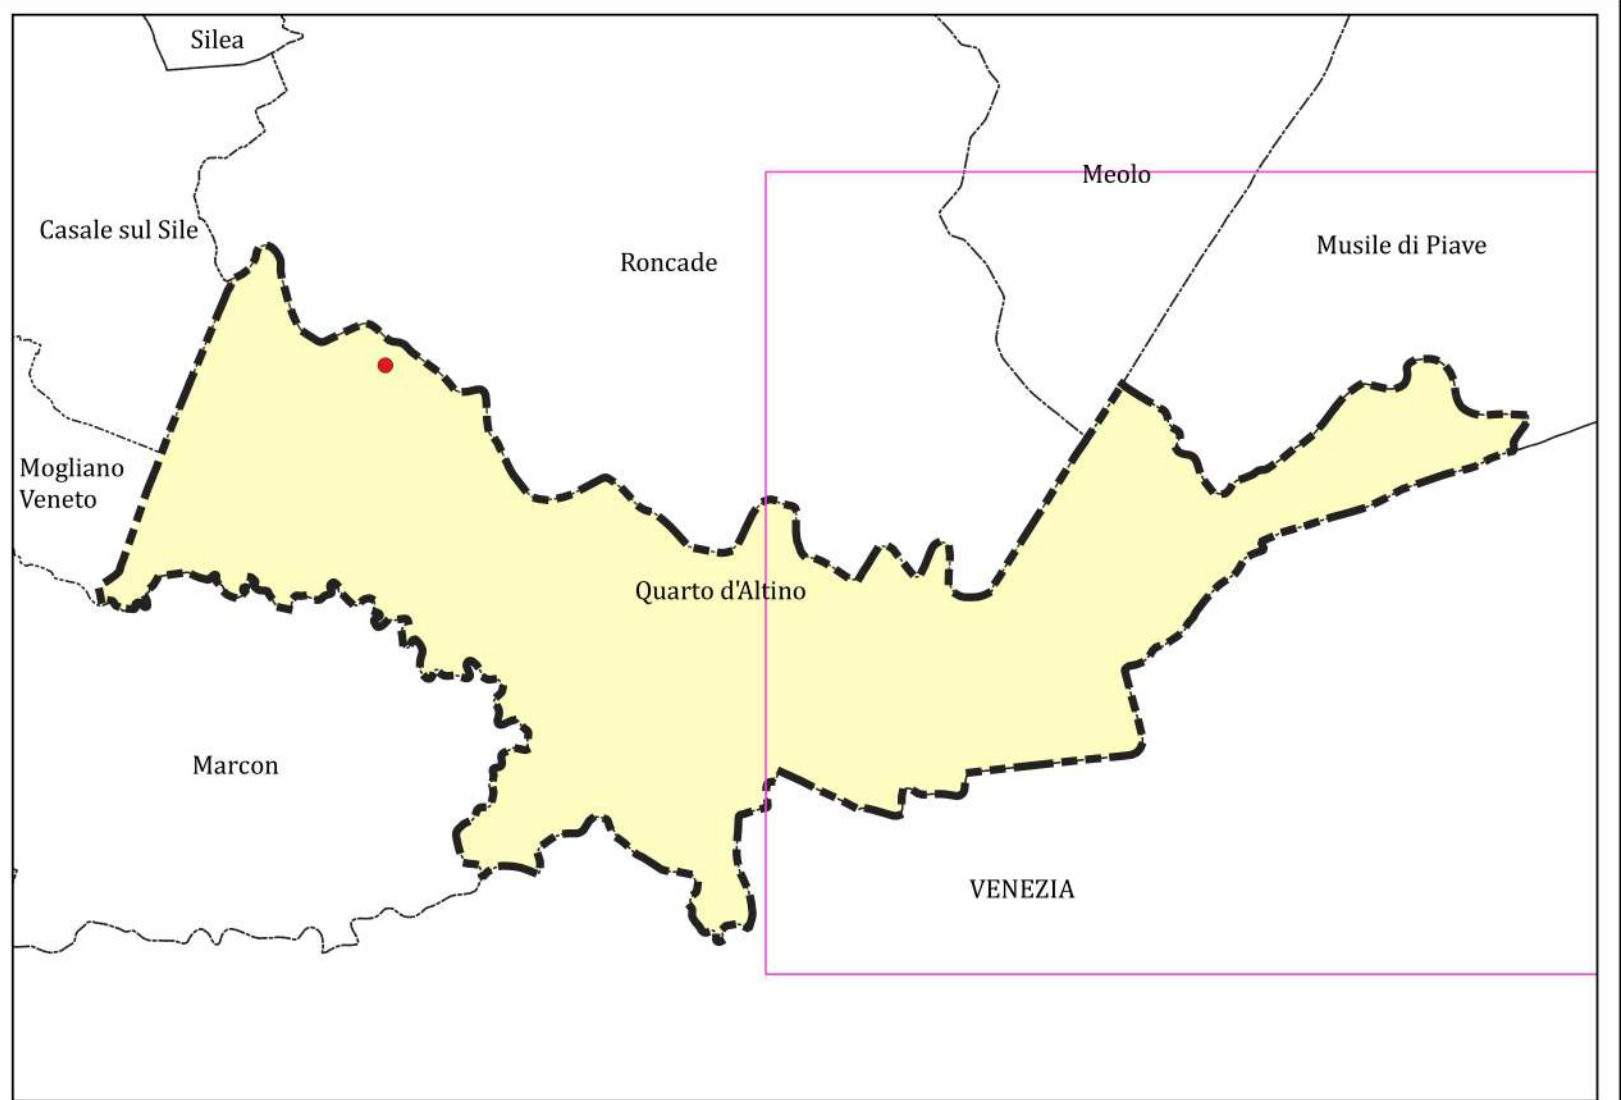 Silea
Meolo
Casale sul Sile
Musile di Piave
Roncade
Mogliano
Veneto
Quarto d'Altino
Marcon
VENEZIA